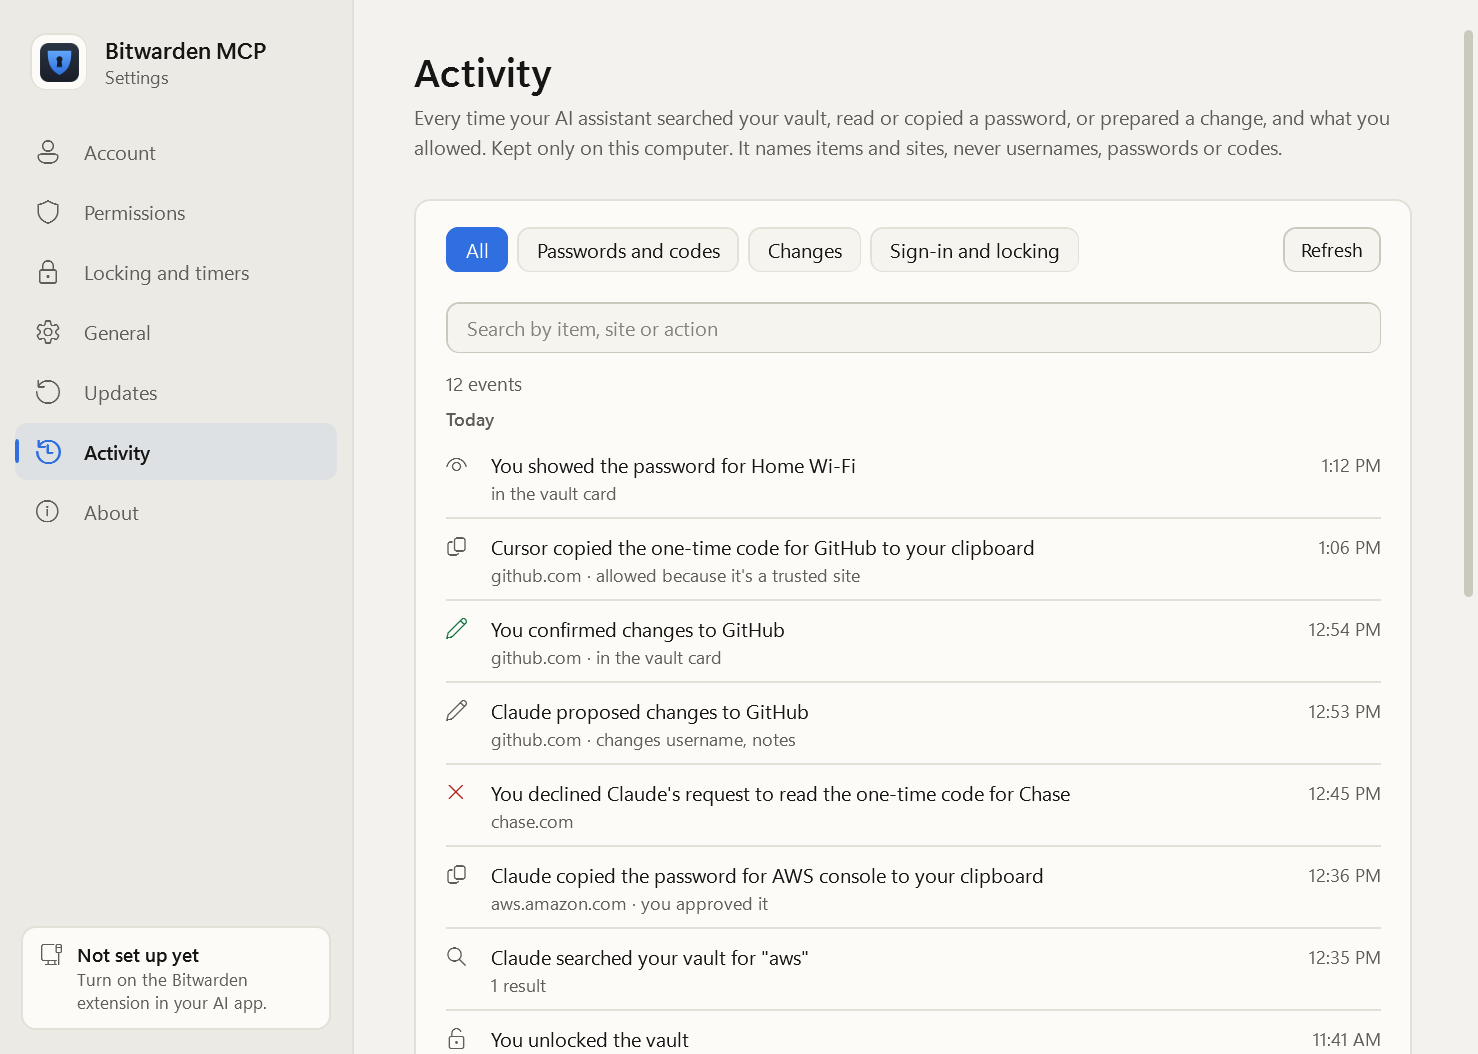 Bitwarden MCP
Settings
Account
Permissions
Locking and timers
General
Updates
Activity
About
Not set up yet
Turn on the Bitwarden
extension in your AI app.
Activity
Every time your AI assistant searched your vault, read or copied a password, or prepared a change, and what you
allowed. Kept only on this computer. It names items and sites, never usernames, passwords or codes.
All
Passwords and codes
Changes
Sign-in and locking
Refresh
Search by item, site or action
12 events
Today
You showed the password for Home Wi-Fi
1:12 PM
in the vault card
Cursor copied the one-time code for GitHub to your clipboard
1:06 PM
github.com · allowed because it's a trusted site
You confirmed changes to GitHub
12:54 PM
github.com · in the vault card
Claude proposed changes to GitHub
12:53 PM
github.com · changes username, notes
You declined Claude's request to read the one-time code for Chase
12:45 PM
chase.com
Claude copied the password for AWS console to your clipboard
12:36 PM
aws.amazon.com · you approved it
Claude searched your vault for "aws"
12:35 PM
1 result
You unlocked the vault
11:41 AM